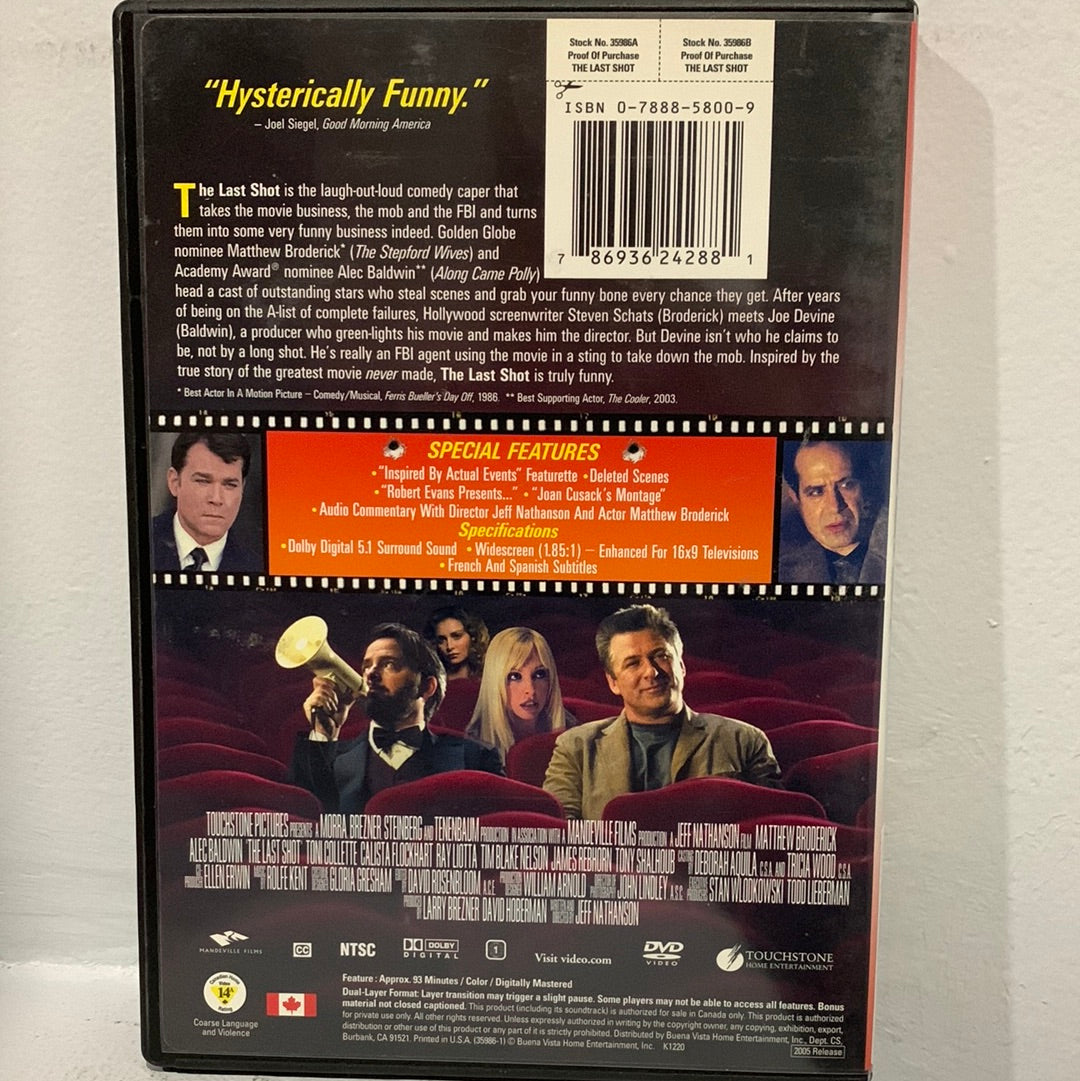 Stock No. 35986A
Proof Of Purchase
THE LAST SHOT
Stock No. 35986B
Proof Of Purchase
THE LAST SHOT
ISBN 0-7888-5800-9
7 86936 24288 1
"Hysterically Funny."
– Joel Siegel, Good Morning America
The Last Shot is the laugh-out-loud comedy caper that
takes the movie business, the mob and the FBI and turns
them into some very funny business indeed. Golden Globe
nominee Matthew Broderick* (The Stepford Wives) and
Academy Award® nominee Alec Baldwin** (Along Came Polly)
head a cast of outstanding stars who steal scenes and grab your funny bone every chance they get. After years
of being on the A-list of complete failures, Hollywood screenwriter Steven Schats (Broderick) meets Joe Devine
(Baldwin), a producer who green-lights his movie and makes him the director. But Devine isn't who he claims to
be, not by a long shot. He's really an FBI agent using the movie in a sting to take down the mob. Inspired by the
true story of the greatest movie never made, The Last Shot is truly funny.
* Best Actor In A Motion Picture – Comedy/Musical, Ferris Bueller's Day Off, 1986. ** Best Supporting Actor, The Cooler, 2003.
SPECIAL FEATURES
•"Inspired By Actual Events" Featurette •Deleted Scenes
•"Robert Evans Presents..." •"Joan Cusack's Montage"
•Audio Commentary With Director Jeff Nathanson And Actor Matthew Broderick
Specifications
•Dolby Digital 5.1 Surround Sound •Widescreen (1.85:1) – Enhanced For 16x9 Televisions
•French And Spanish Subtitles
TOUCHSTONE PICTURES PRESENTS A MORRA, BREZNER, STEINBERG AND TENENBAUM PRODUCTION IN ASSOCIATION WITH MANDEVILLE FILMS PRODUCTION A JEFF NATHANSON FILM MATTHEW BRODERICK
ALEC BALDWIN "THE LAST SHOT" TONI COLLETTE CALISTA FLOCKHART RAY LIOTTA TIM BLAKE NELSON JAMES REBHORN TONY SHALHOUB CASTING BY DEBORAH AQUILA, C.S.A. AND TRICIA WOOD, C.S.A.
ELLEN ERWIN ROLFE KENT GLORIA GRESHAM DAVID ROSENBLOOM, A.C.E. WILLIAM ARNOLD JOHN LINDLEY, A.S.C. STAN WLODKOWSKI TODD LIEBERMAN
LARRY BREZNER DAVID HOBERMAN JEFF NATHANSON
MANDEVILLE FILMS
CC
NTSC
DOLBY
DIGITAL
1
Visit video.com
DVD
VIDEO
TOUCHSTONE
HOME ENTERTAINMENT
Canadian Home
Video
14A
Rating
Coarse Language
and Violence
Feature: Approx. 93 Minutes / Color / Digitally Mastered
Dual-Layer Format: Layer transition may trigger a slight pause. Some players may not be able to access all features. Bonus
material not closed captioned. This product (including its soundtrack) is authorized for sale in Canada only. This product is authorized
for private use only. All other rights reserved. Unless expressly authorized in writing by the copyright owner, any copying, exhibition, export,
distribution or other use of this product or any part of it is strictly prohibited. Distributed by Buena Vista Home Entertainment, Inc., Dept. CS,
Burbank, CA 91521. Printed in U.S.A. (35986-1) © Buena Vista Home Entertainment, Inc. K1220
2005 Release